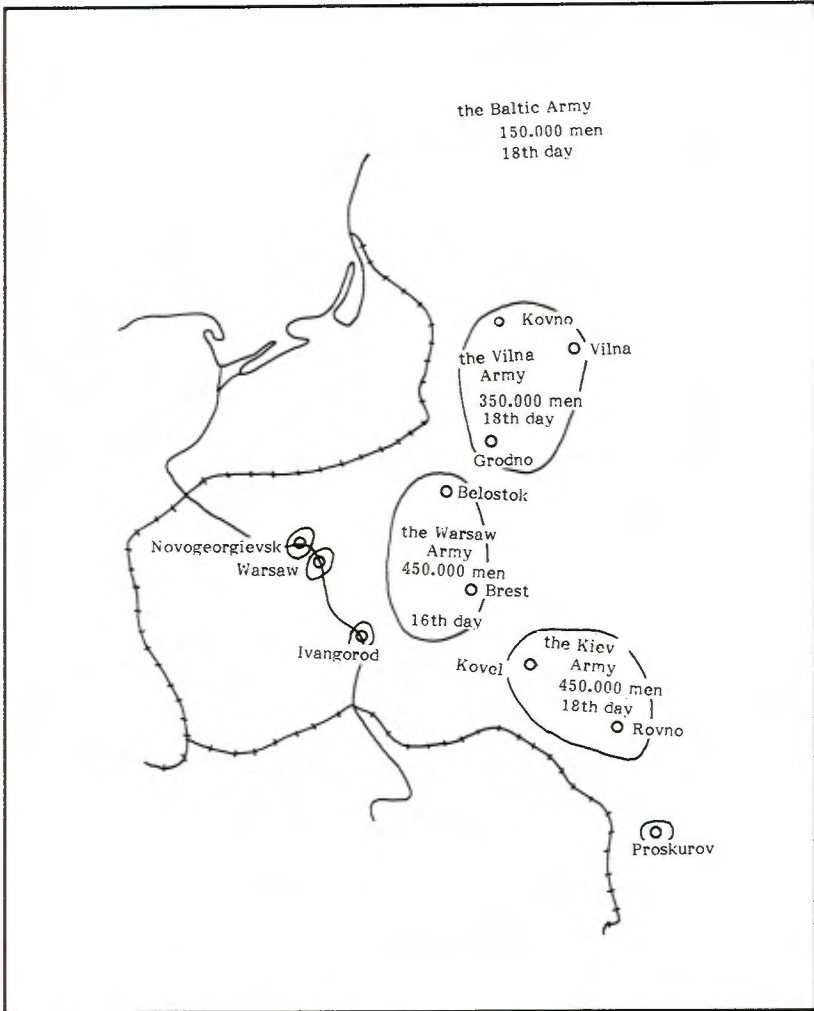 the Baltic Army
150.000 men
18th day
Kovno
Vilna
the Vilna
Army
350.000 men
18th day
Grodno
Belostok
the Warsaw
Army
450.000 men
Brest
16th day
Novogeorgievsk
Warsaw
Ivangorod
the Kiev
Army
Kovel
450.000 men
18th day
Rovno
Proskurov